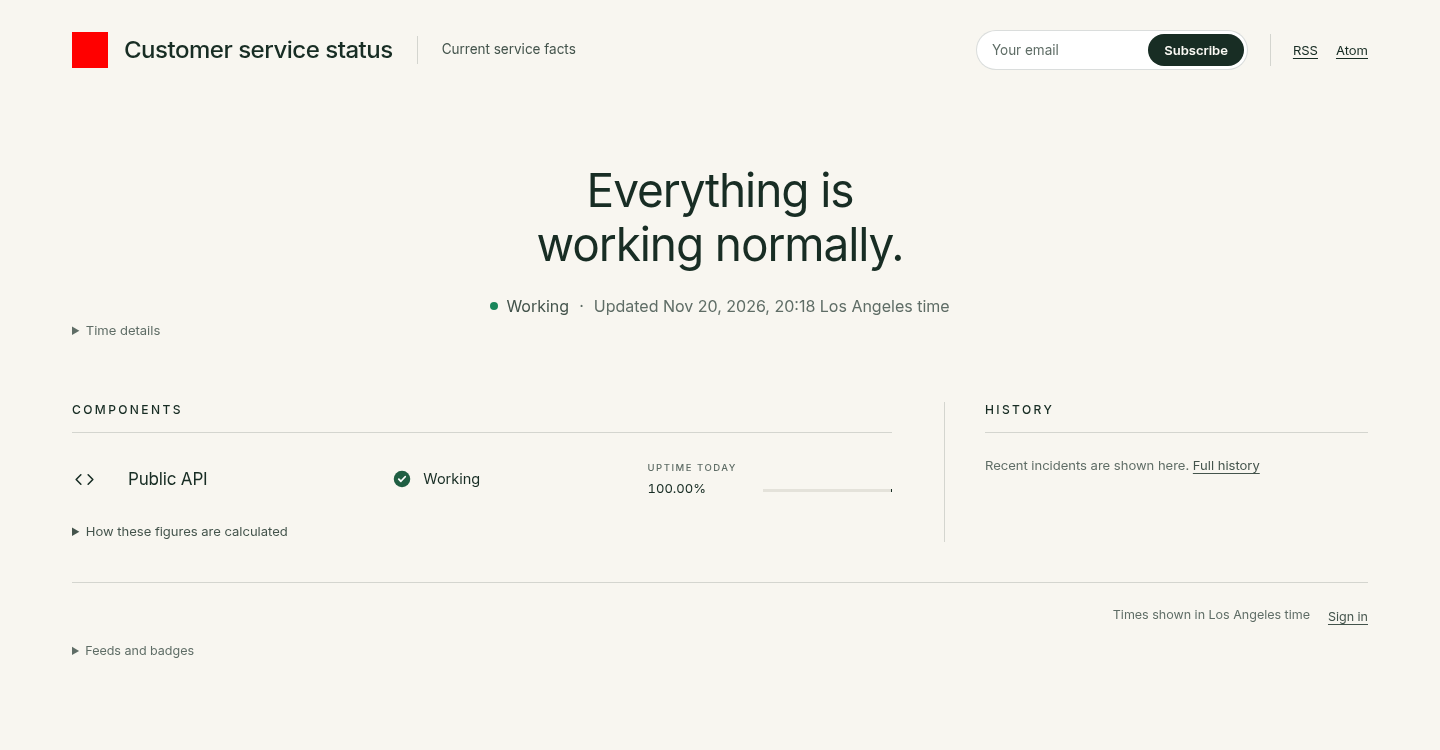 Customer service status
Current service facts
Your email
Subscribe
RSS
Atom
Everything is
working normally.
Working · Updated Nov 20, 2026, 20:18 Los Angeles time
Time details
COMPONENTS
Public API
Working
UPTIME TODAY
100.00%
How these figures are calculated
HISTORY
Recent incidents are shown here. Full history
Times shown in Los Angeles time
Sign in
Feeds and badges